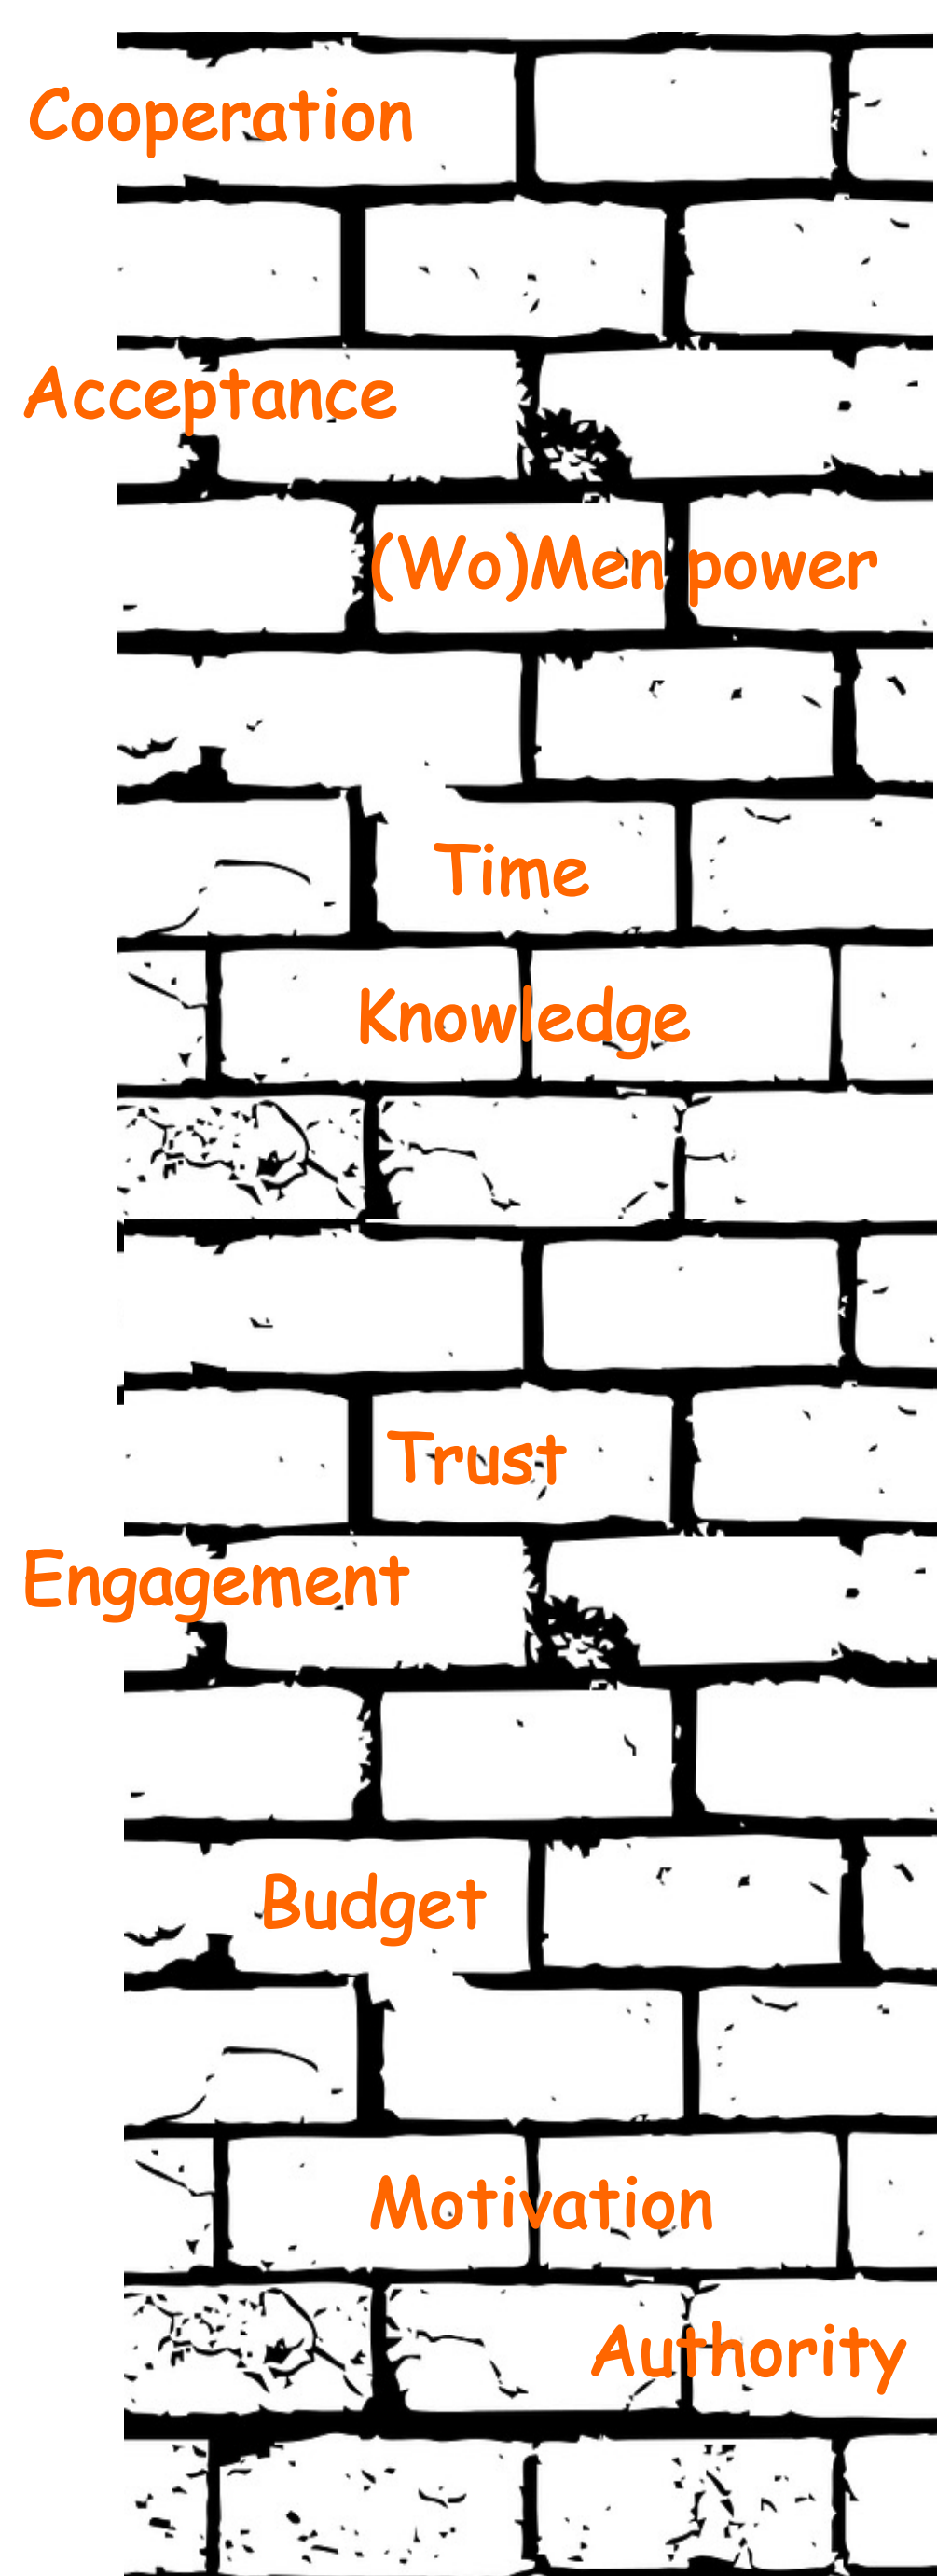 Cooperation
Acceptance
(Wo)Men power
Time
Knowledge
Trust
Engagement
Budget
Motivation
Authority